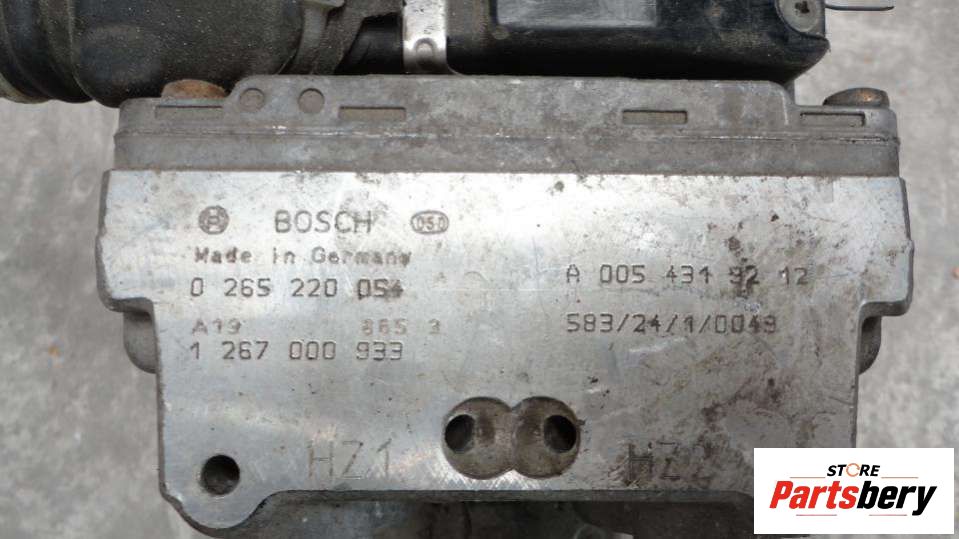 BOSCH 050
Made in Germany
0 265 220 054
A 005 431 92 12
A19 865 3
583/24/1/0049
1 267 000 933
HZ1 HZ2
STORE
Partsbery